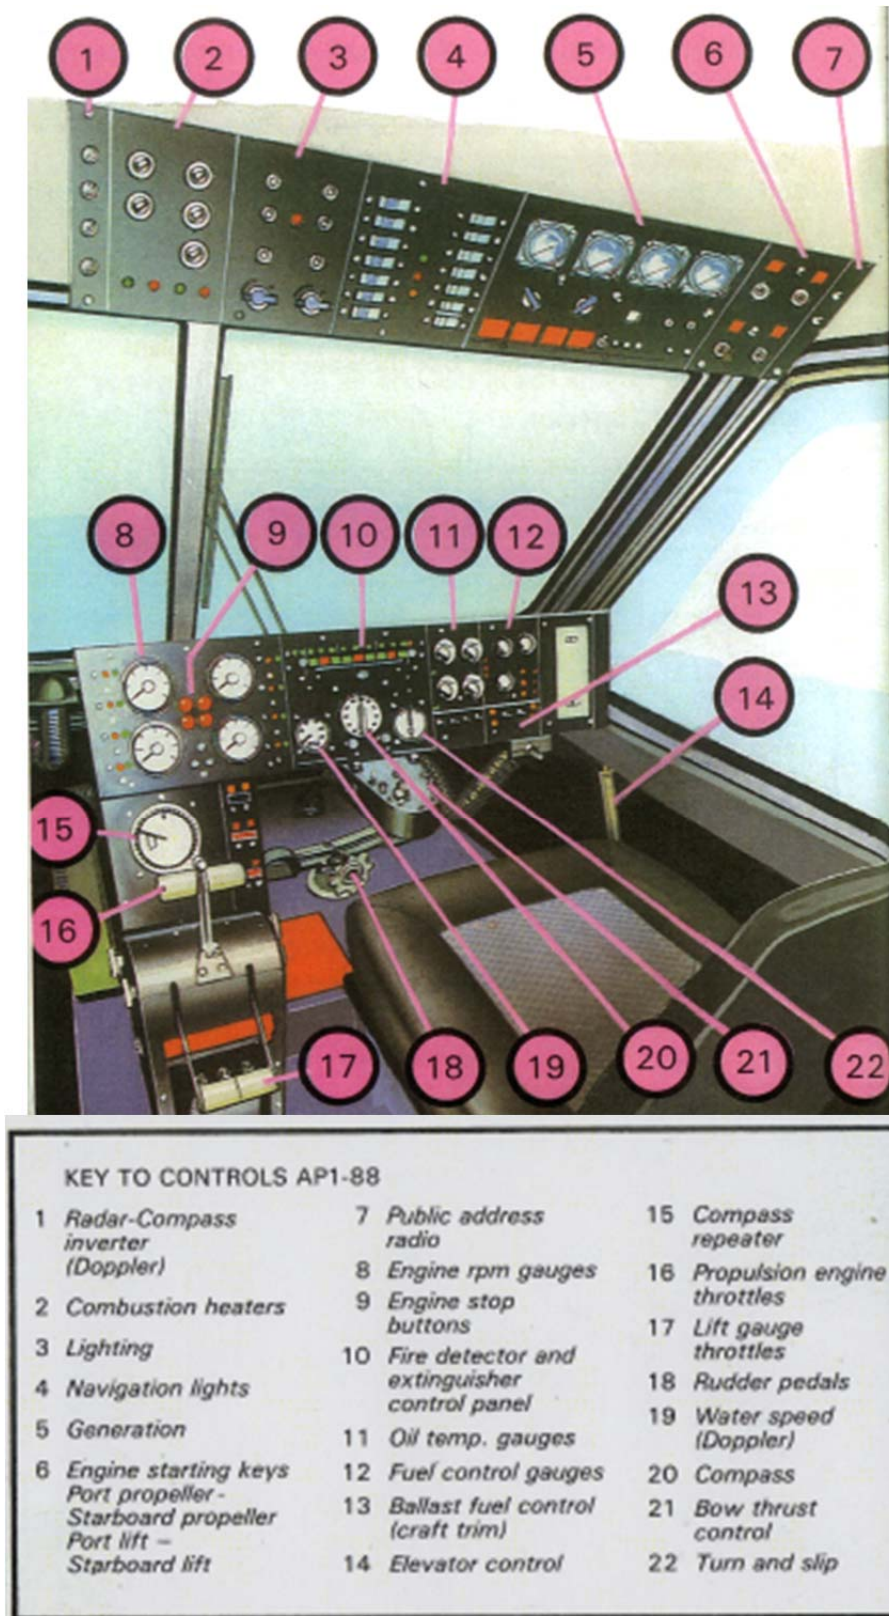 1
2
3
4
5
6
7
8
9
10
11
12
13
14
15
16
17
18
19
20
21
22
KEY TO CONTROLS AP1-88
1 Radar-Compass
inverter
(Doppler)
2 Combustion heaters
3 Lighting
4 Navigation lights
5 Generation
6 Engine starting keys
Port propeller-
Starboard propeller
Port lift –
Starboard lift
7 Public address
radio
8 Engine rpm gauges
9 Engine stop
buttons
10 Fire detector and
extinguisher
control panel
11 Oil temp. gauges
12 Fuel control gauges
13 Ballast fuel control
(craft trim)
14 Elevator control
15 Compass
repeater
16 Propulsion engine
throttles
17 Lift gauge
throttles
18 Rudder pedals
19 Water speed
(Doppler)
20 Compass
21 Bow thrust
control
22 Turn and slip